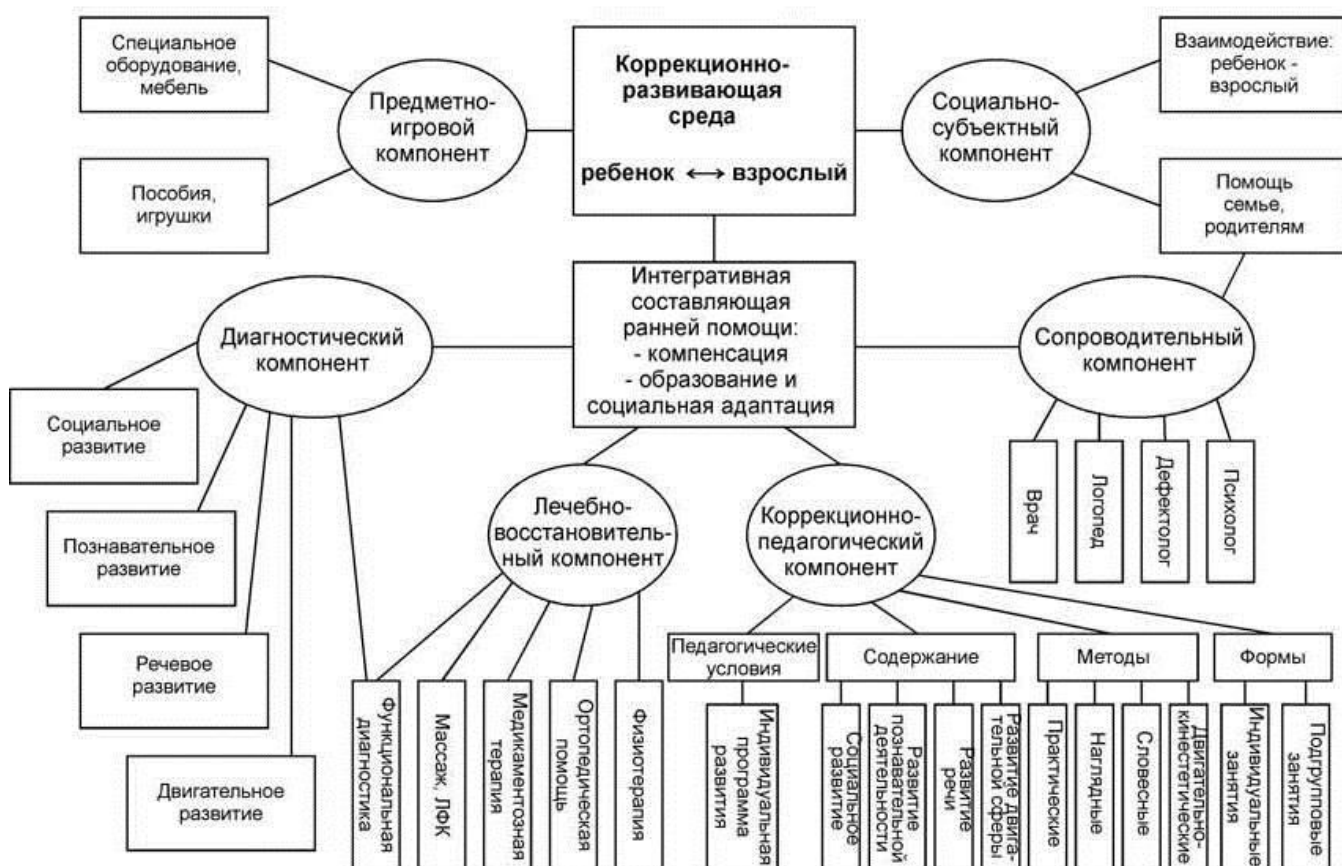 Специальное
оборудование,
мебель
Предметно-
игровой
компонент
Пособия,
игрушки
Коррекционно-
развивающая
среда
ребенок ↔ взрослый
Социально-
субъектный
компонент
Взаимодействие:
ребенок -
взрослый
Помощь
семье,
родителям
Диагностический
компонент
Интегративная
составляющая
ранней помощи:
- компенсация
- образование и
социальная адаптация
Сопроводительный
компонент
Социальное
развитие
Познавательное
развитие
Речевое
развитие
Двигательное
развитие
Врач
Логопед
Дефектолог
Психолог
Лечебно-
восстановитель-
ный компонент
Коррекционно-
педагогический
компонент
Функциональная
диагностика
Массаж, ЛФК
Медикаментозная
терапия
Ортопедическая
помощь
Физиотерапия
Педагогические
условия
Содержание
Методы
Формы
Индивидуальная
программа
развития
Социальное
развитие
Развитие
познавательной
деятельности
Развитие
речи
Развитие двига-
тельной сферы
Практические
Наглядные
Словесные
Двигательно-
кинестетические
Индивидуальные
занятия
Подгрупповые
занятия